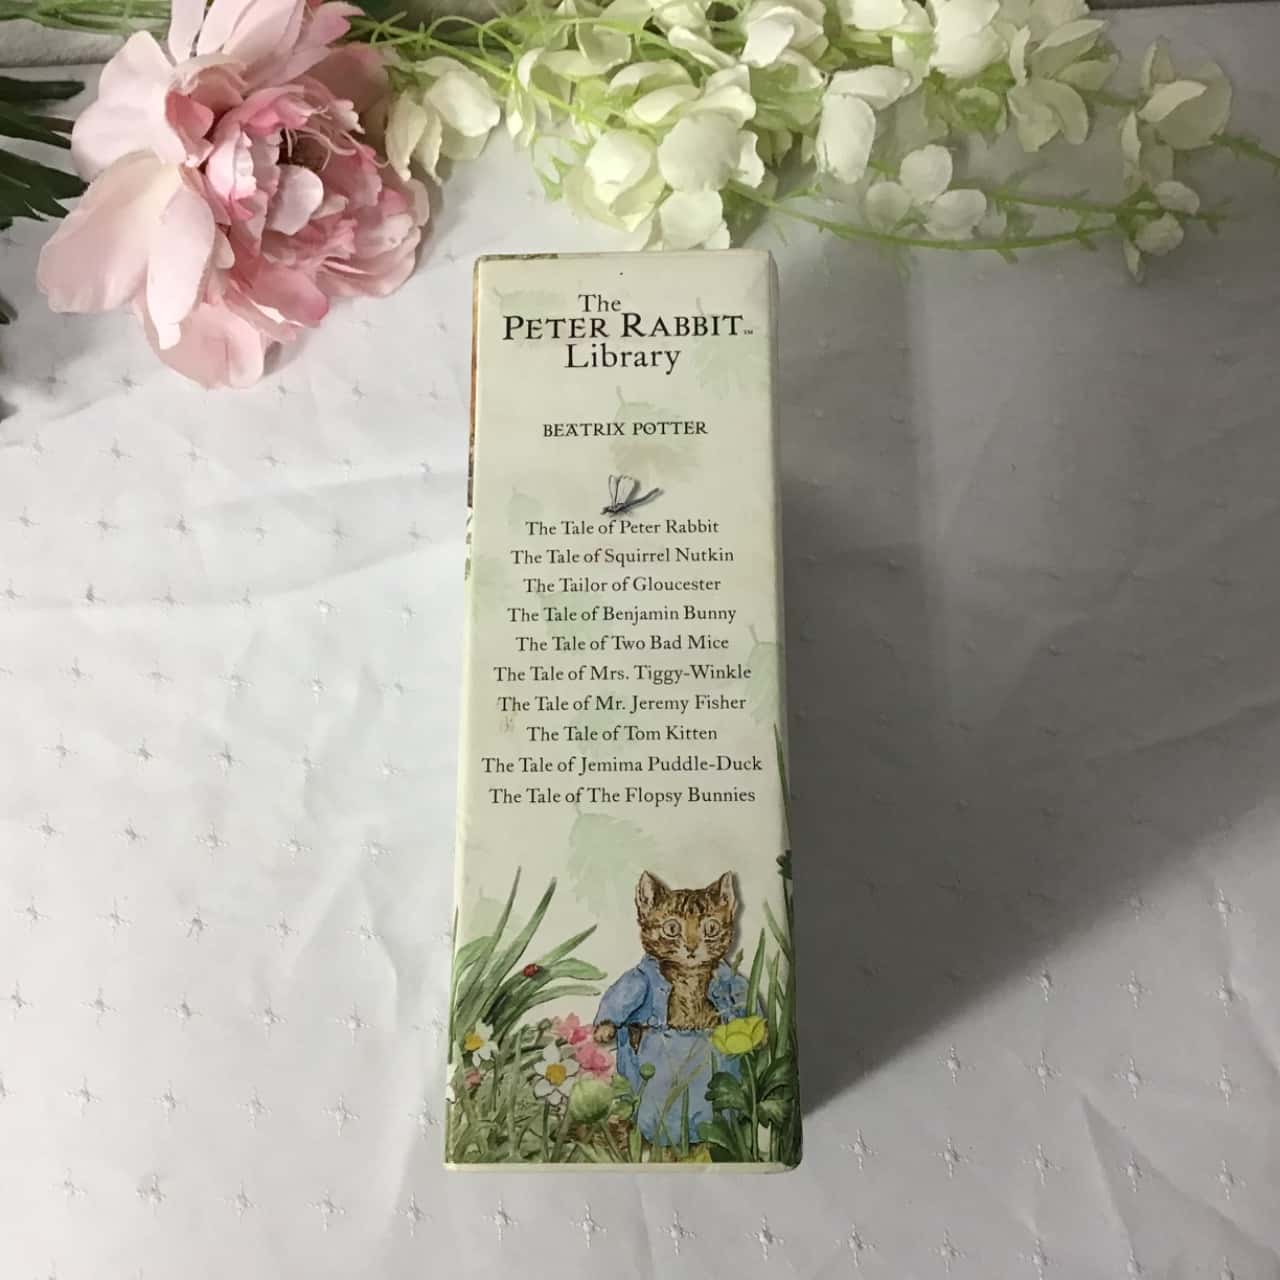 The
PETER RABBIT™
Library
BEATRIX POTTER
The Tale of Peter Rabbit
The Tale of Squirrel Nutkin
The Tailor of Gloucester
The Tale of Benjamin Bunny
The Tale of Two Bad Mice
The Tale of Mrs. Tiggy-Winkle
The Tale of Mr. Jeremy Fisher
The Tale of Tom Kitten
The Tale of Jemima Puddle-Duck
The Tale of The Flopsy Bunnies